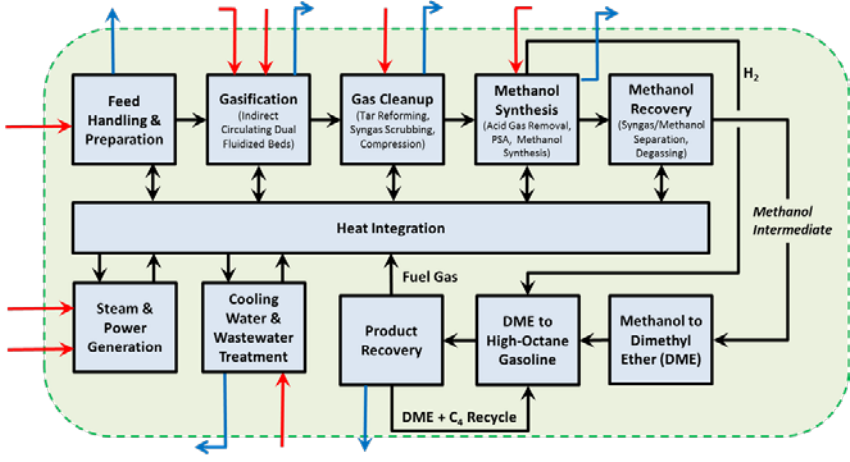 Feed
Handling &
Preparation
Gasification
(Indirect
Circulating Dual
Fluidized Beds)
Gas Cleanup
(Tar Reforming,
Syngas Scrubbing,
Compression)
Methanol
Synthesis
(Acid Gas Removal,
PSA, Methanol
Synthesis)
Methanol
Recovery
(Syngas/Methanol
Separation,
Degassing)
H₂
Heat Integration
Methanol
Intermediate
Fuel Gas
Steam &
Power
Generation
Cooling
Water &
Wastewater
Treatment
Product
Recovery
DME to
High-Octane
Gasoline
Methanol to
Dimethyl
Ether (DME)
DME + C₄ Recycle